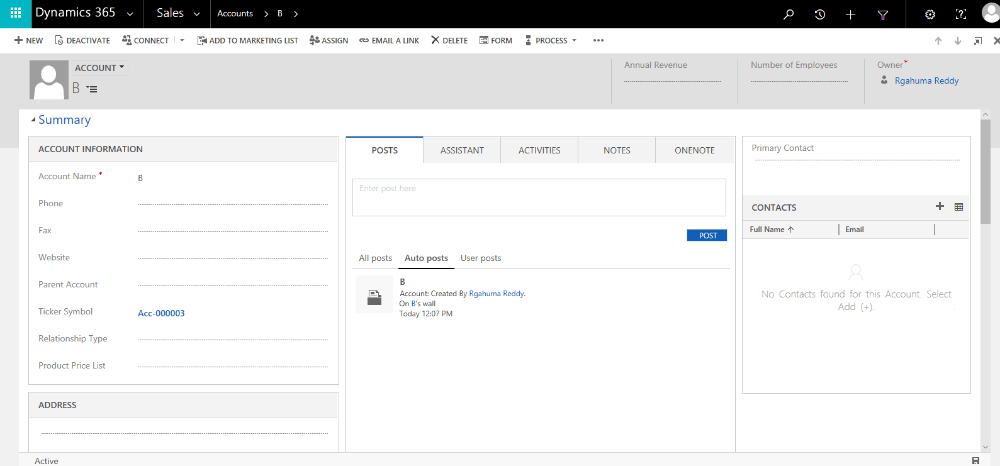 Dynamics 365 Sales Accounts > B >
NEW DEACTIVATE CONNECT ADD TO MARKETING LIST ASSIGN EMAIL A LINK DELETE FORM PROCESS •••
ACCOUNT
B
Annual Revenue
Number of Employees
Owner*
Rgahuma Reddy
Summary
ACCOUNT INFORMATION
Account Name * B
Phone
Fax
Website
Parent Account
Ticker Symbol Acc-000003
Relationship Type
Product Price List
ADDRESS
POSTS ASSISTANT ACTIVITIES NOTES ONENOTE
Enter post here
POST
All posts Auto posts User posts
B
Account: Created By Rgahuma Reddy.
On B's wall
Today 12:07 PM
Primary Contact
CONTACTS
Full Name Email
No Contacts found for this Account. Select
Add (+).
Active